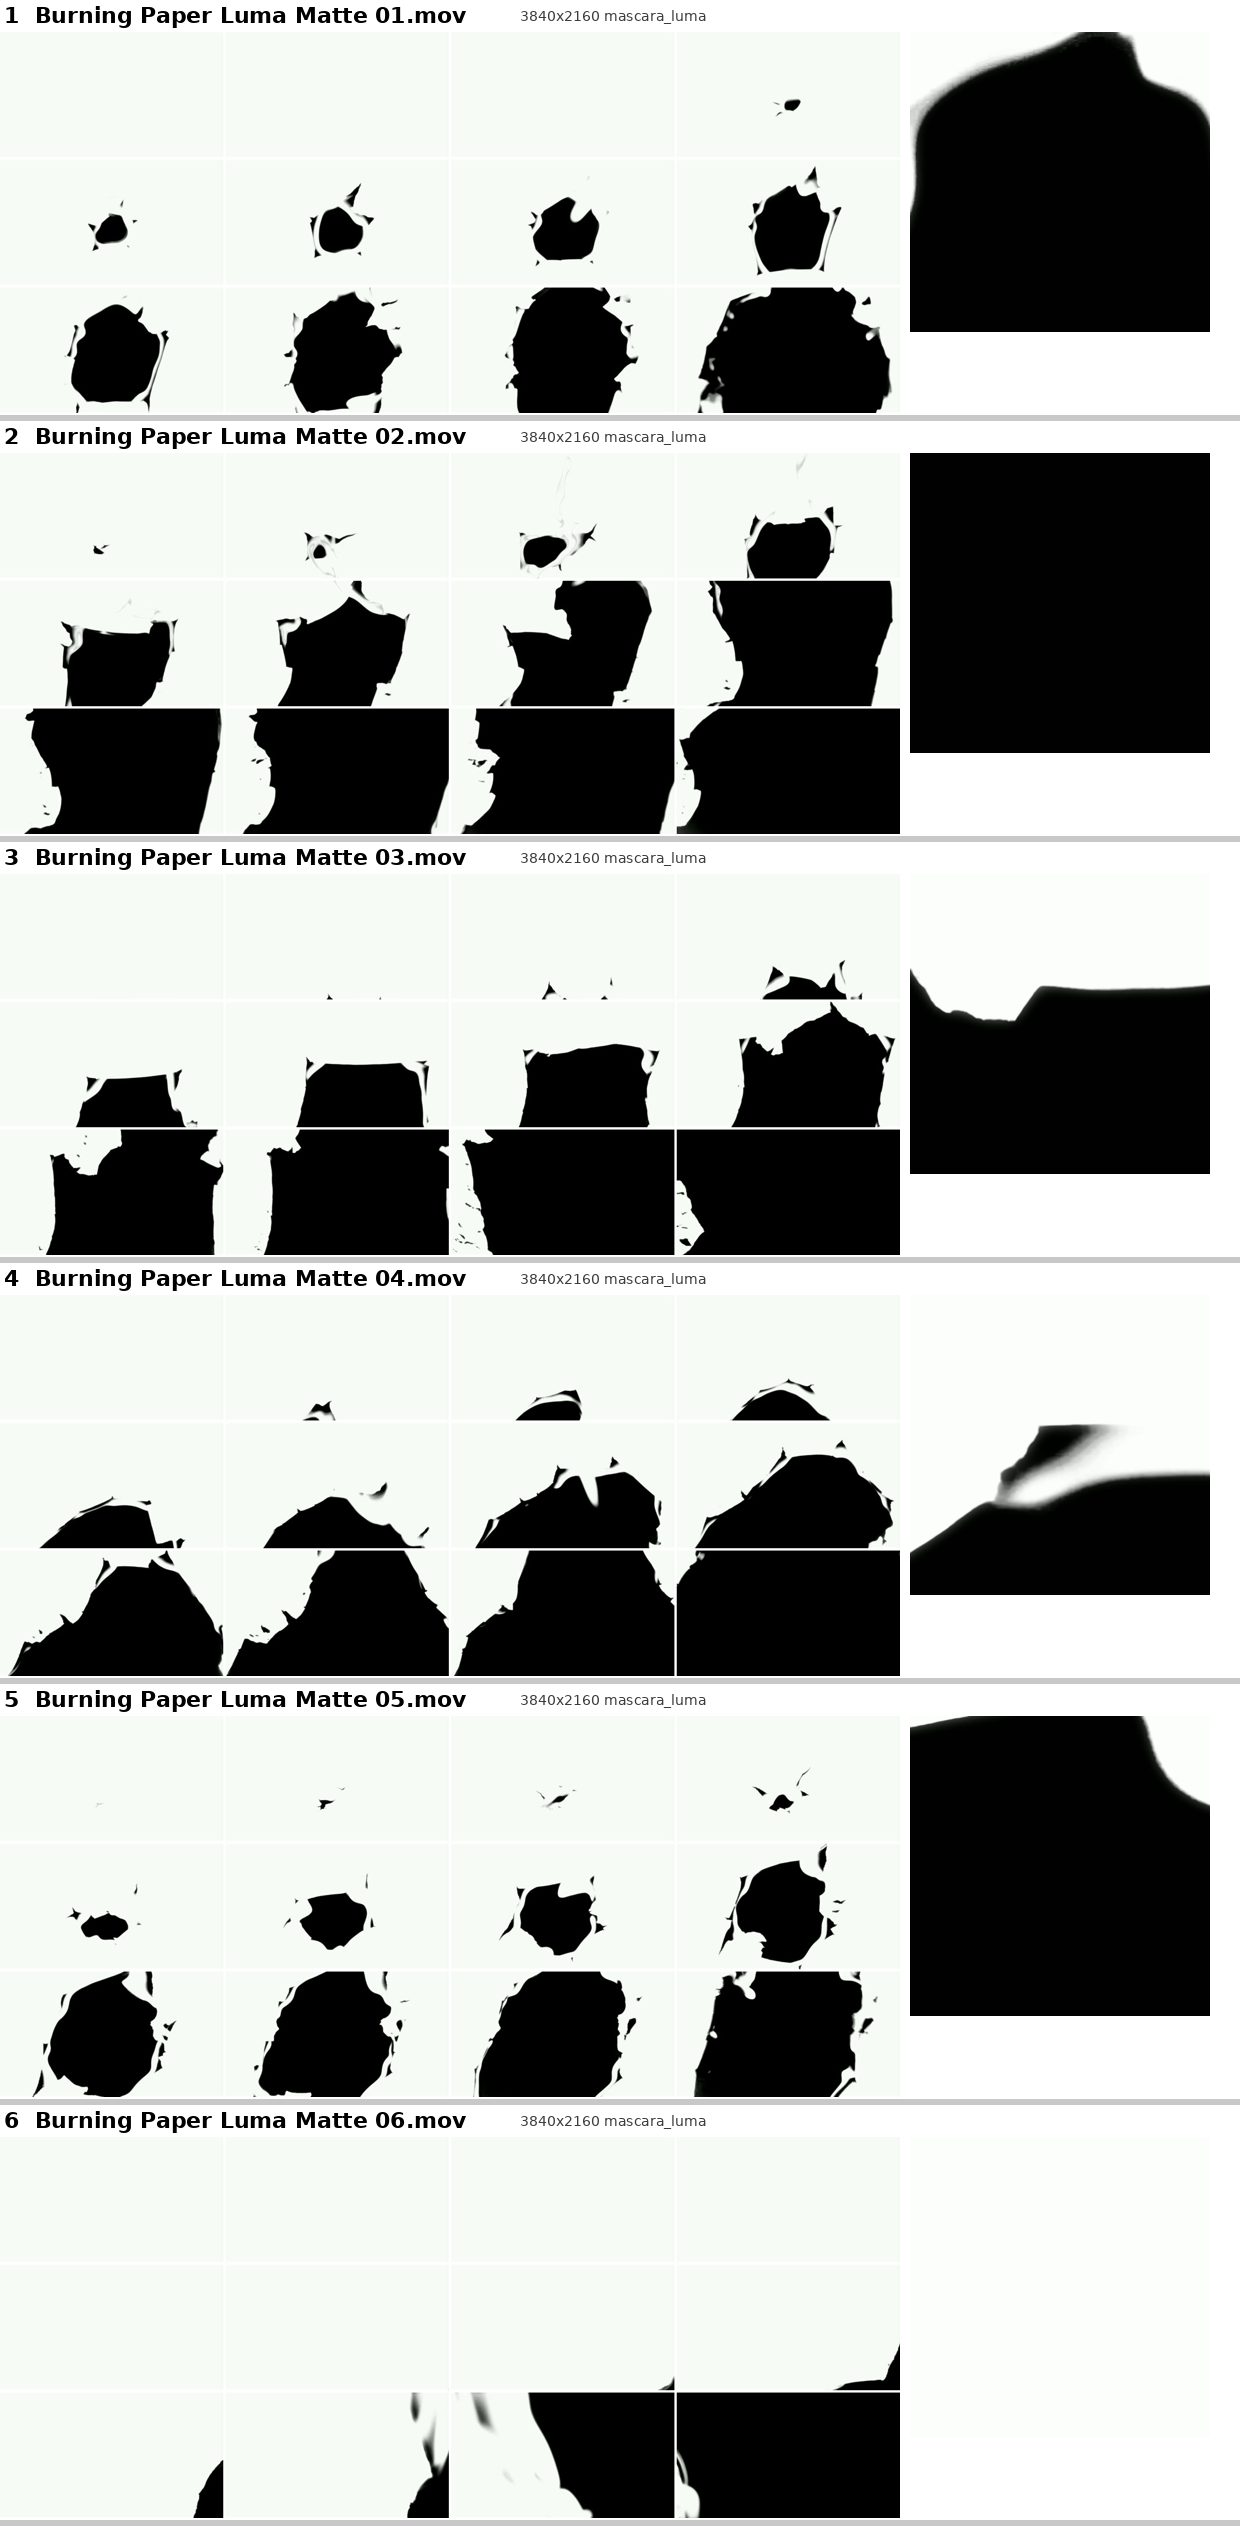 1 Burning Paper Luma Matte 01.mov 3840x2160 mascara_luma
2 Burning Paper Luma Matte 02.mov 3840x2160 mascara_luma
3 Burning Paper Luma Matte 03.mov 3840x2160 mascara_luma
4 Burning Paper Luma Matte 04.mov 3840x2160 mascara_luma
5 Burning Paper Luma Matte 05.mov 3840x2160 mascara_luma
6 Burning Paper Luma Matte 06.mov 3840x2160 mascara_luma